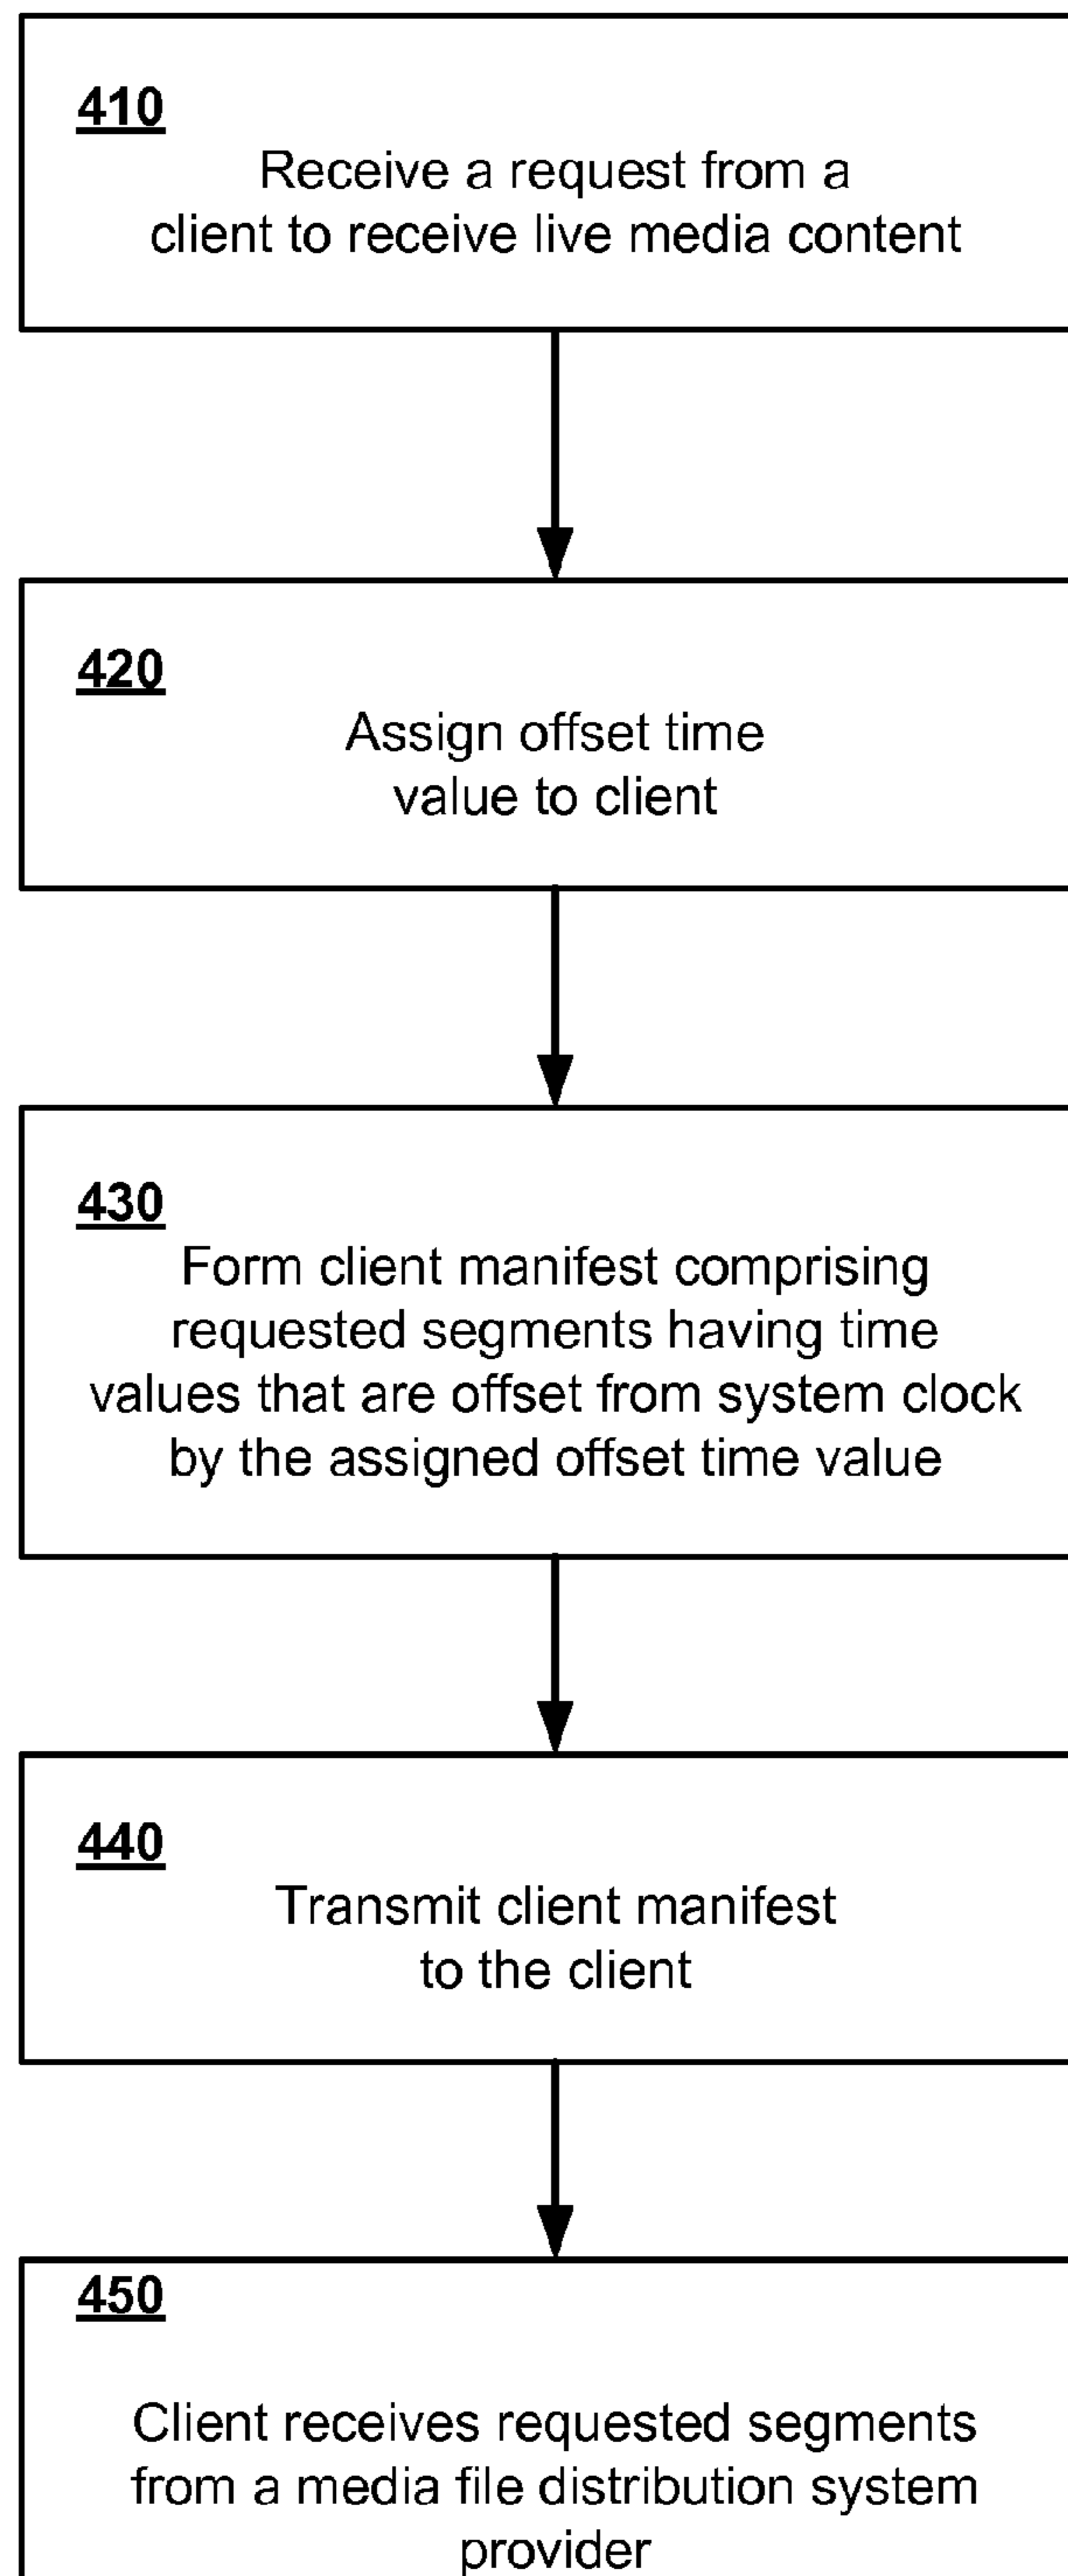 410
Receive a request from a
client to receive live media content
420
Assign offset time
value to client
430
Form client manifest comprising
requested segments having time
values that are offset from system clock
by the assigned offset time value
440
Transmit client manifest
to the client
450
Client receives requested segments
from a media file distribution system
provider